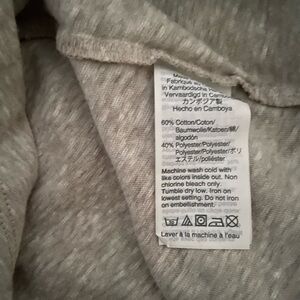 Fabriqué au
in Kambodscha
Vervaardigd in Cambo
カンボジア製
Hecho en Camboya
60% Cotton/Coton/
Baumwolle/Katoen/綿/
algodón
40% Polyester/Polyester/
Polyester/Polyester/ポリ
エステル/poliéster
Machine wash cold with
like colors inside out. Non
chlorine bleach only.
Tumble dry low. Iron on
lowest setting. Do not iron
on embellishment.
Laver à la machine à l'eau